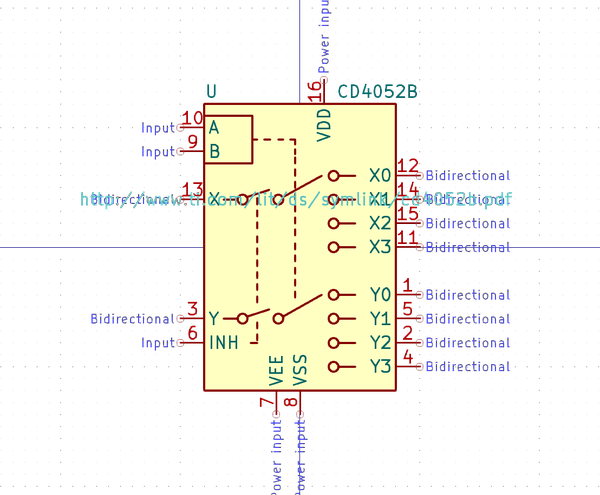 Power input
U
16
CD4052B
VDD
Input 10 A
Input 9 B
X0 12 Bidirectional
Bidirectional 13 X
X1 14 Bidirectional
http://www.ti.com/lit/ds/symlink/cd4052b.pdf
X2 15 Bidirectional
X3 11 Bidirectional
Y0 1 Bidirectional
Bidirectional 3 Y
Y1 5 Bidirectional
Input 6 INH
Y2 2 Bidirectional
Y3 4 Bidirectional
VEE
VSS
7
8
Power input
Power input